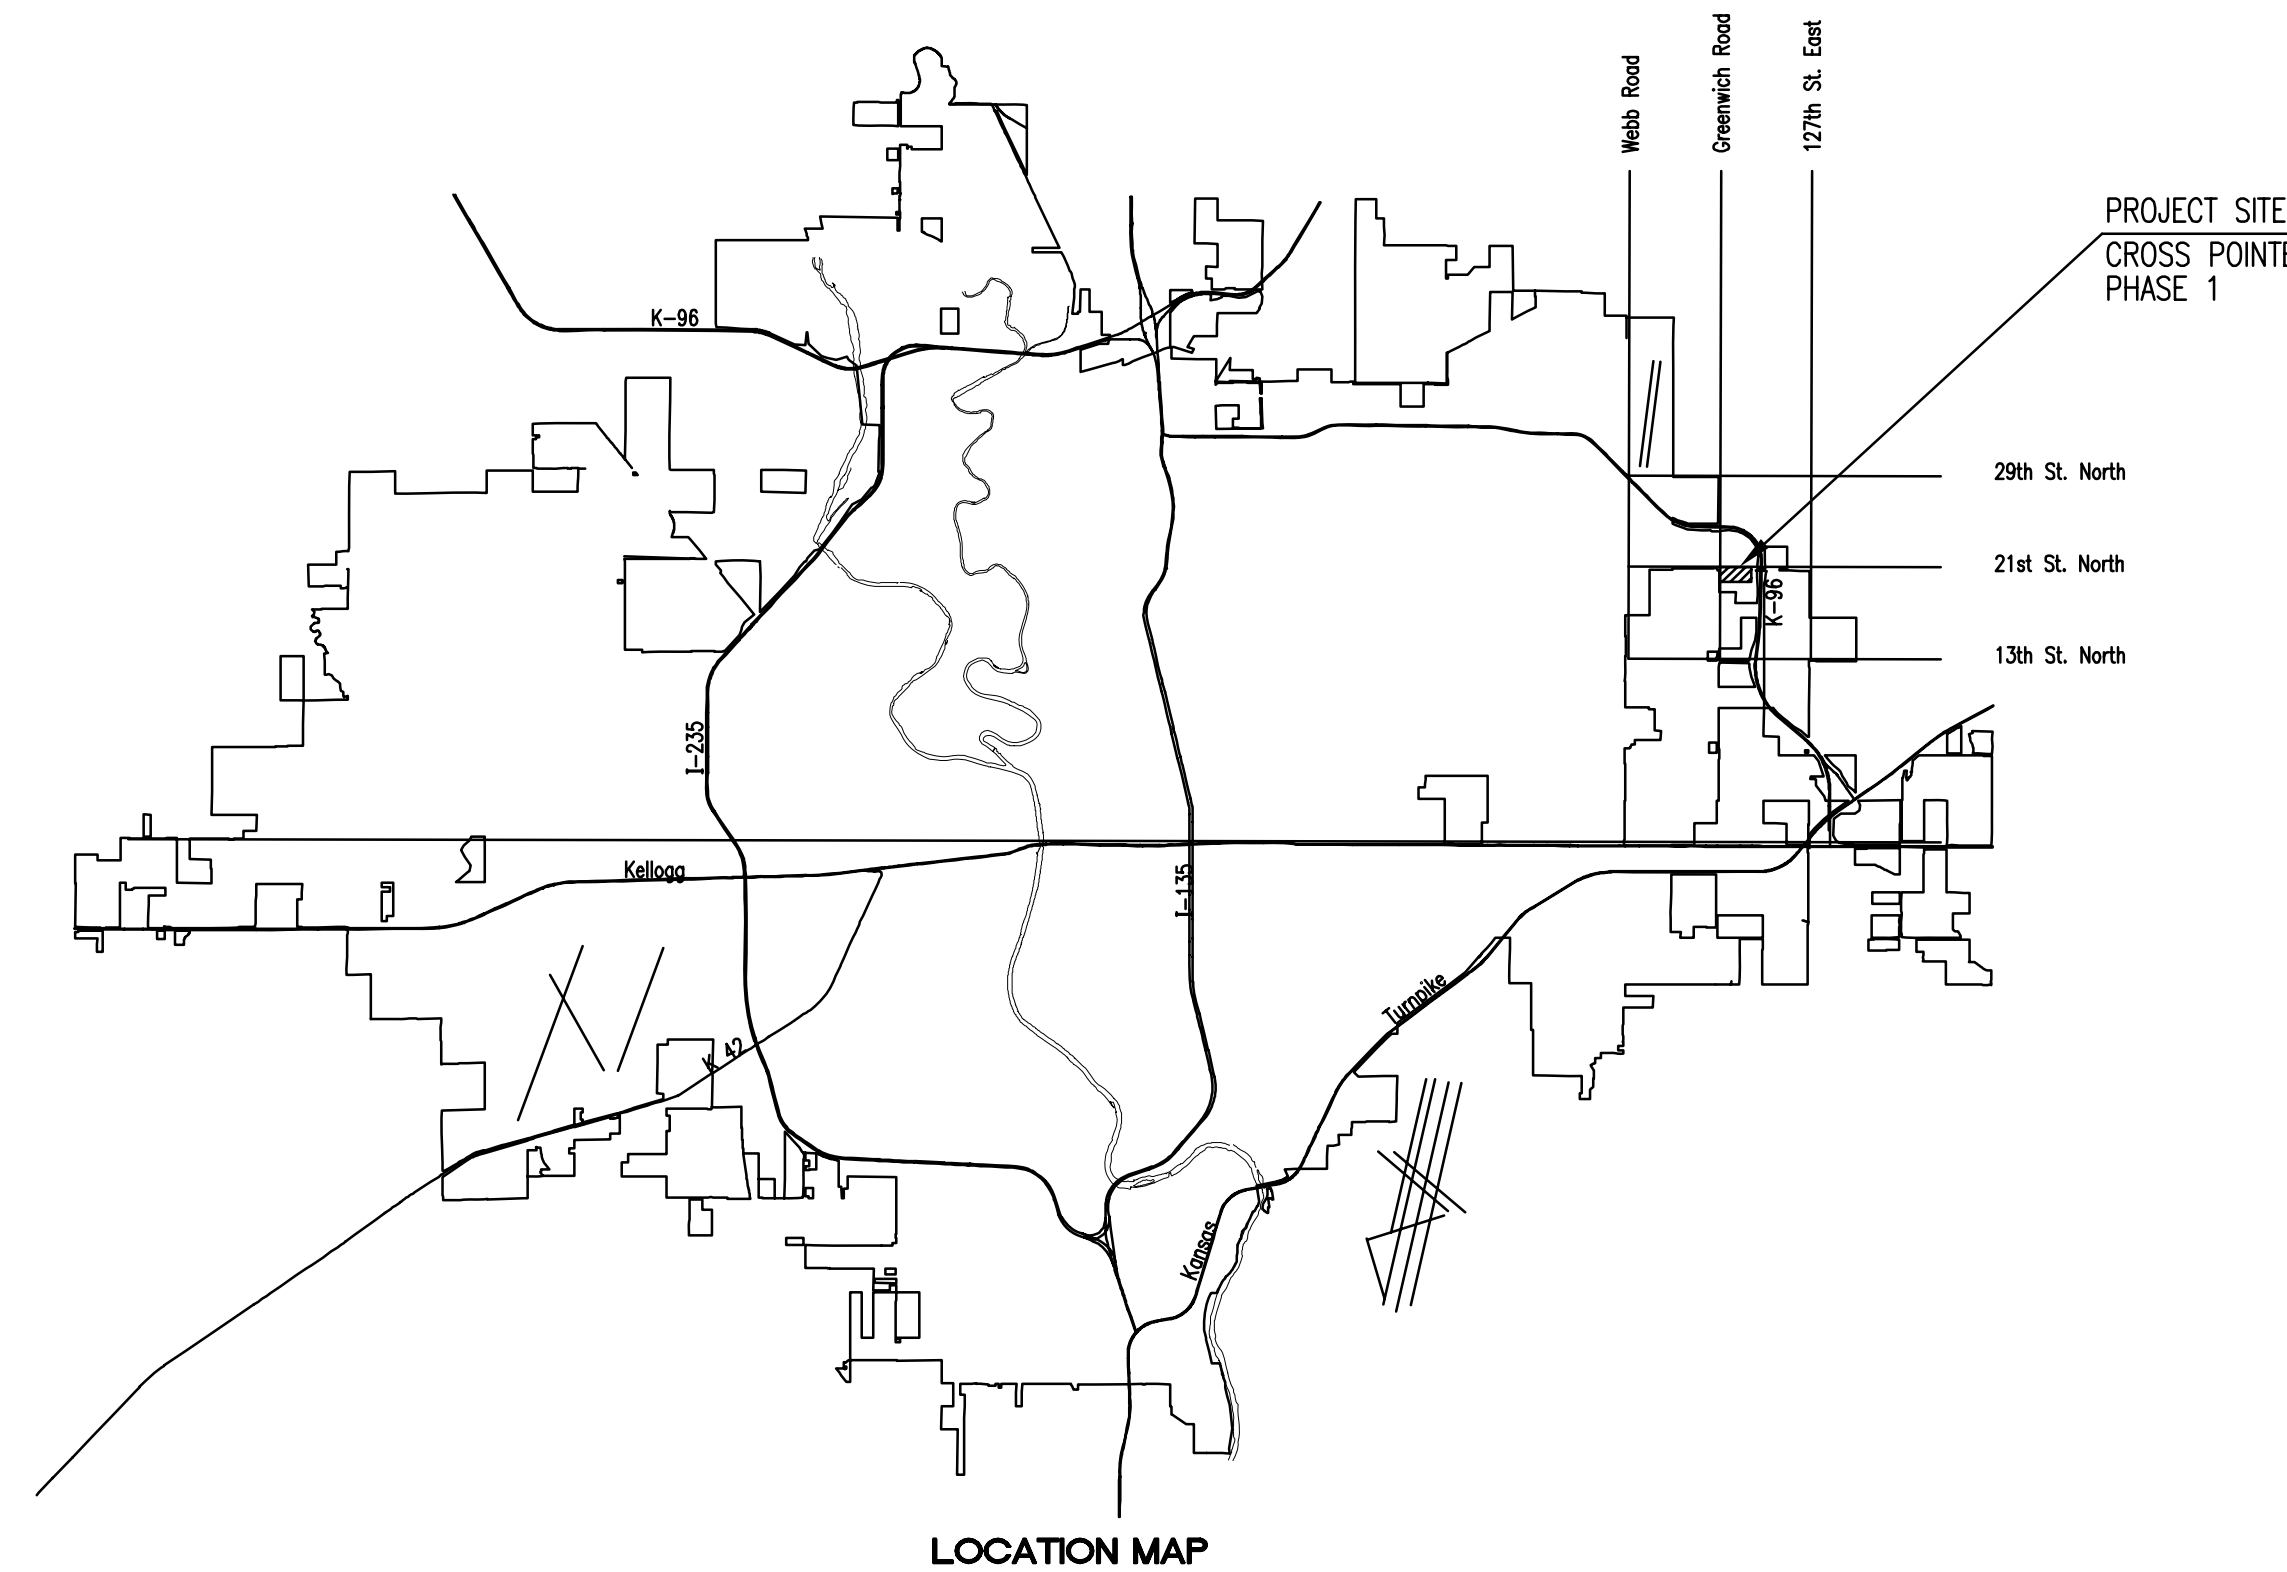 Webb Road
Greenwich Road
127th St. East
PROJECT SITE
CROSS POINTE
PHASE 1
K-96
29th St. North
21st St. North
K-96
13th St. North
I-235
Kellogg
I-135
Turnpike
K 42
Kansas
LOCATION MAP